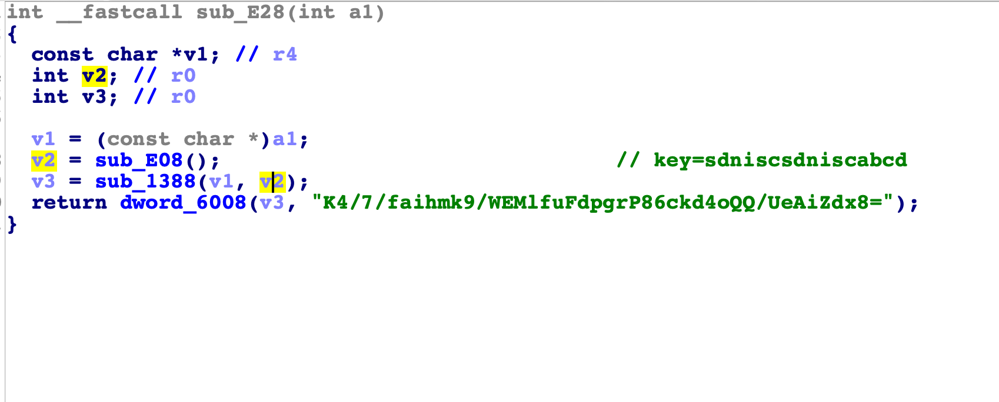 int __fastcall sub_E28(int a1)
{
const char *v1; // r4
int v2; // r0
int v3; // r0
v1 = (const char *)a1;
v2 = sub_E08(); // key=sdniscsdniscabcd
v3 = sub_1388(v1, v2);
return dword_6008(v3, "K4/7/faihmk9/WEMlfuFdpgrP86ckd4oQQ/UeAiZdx8=");
}